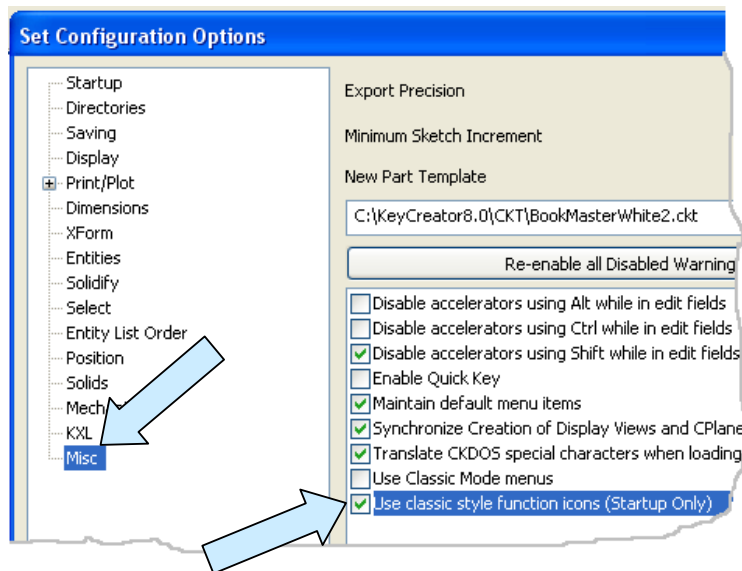 Set Configuration Options
Startup
Directories
Saving
Display
Print/Plot
Dimensions
XForm
Entities
Solidify
Select
Entity List Order
Position
Solids
KXL
Misc
Export Precision
Minimum Sketch Increment
New Part Template
C:\KeyCreator8.0\CKT\BookMasterWhite2.ckt
Re-enable all Disabled Warning
Disable accelerators using Alt while in edit fields
Disable accelerators using Ctrl while in edit fields
Disable accelerators using Shift while in edit fields
Enable Quick Key
Maintain default menu items
Synchronize Creation of Display Views and CPlane
Translate CKDOS special characters when loading
Use Classic Mode menus
Use classic style function icons (Startup Only)